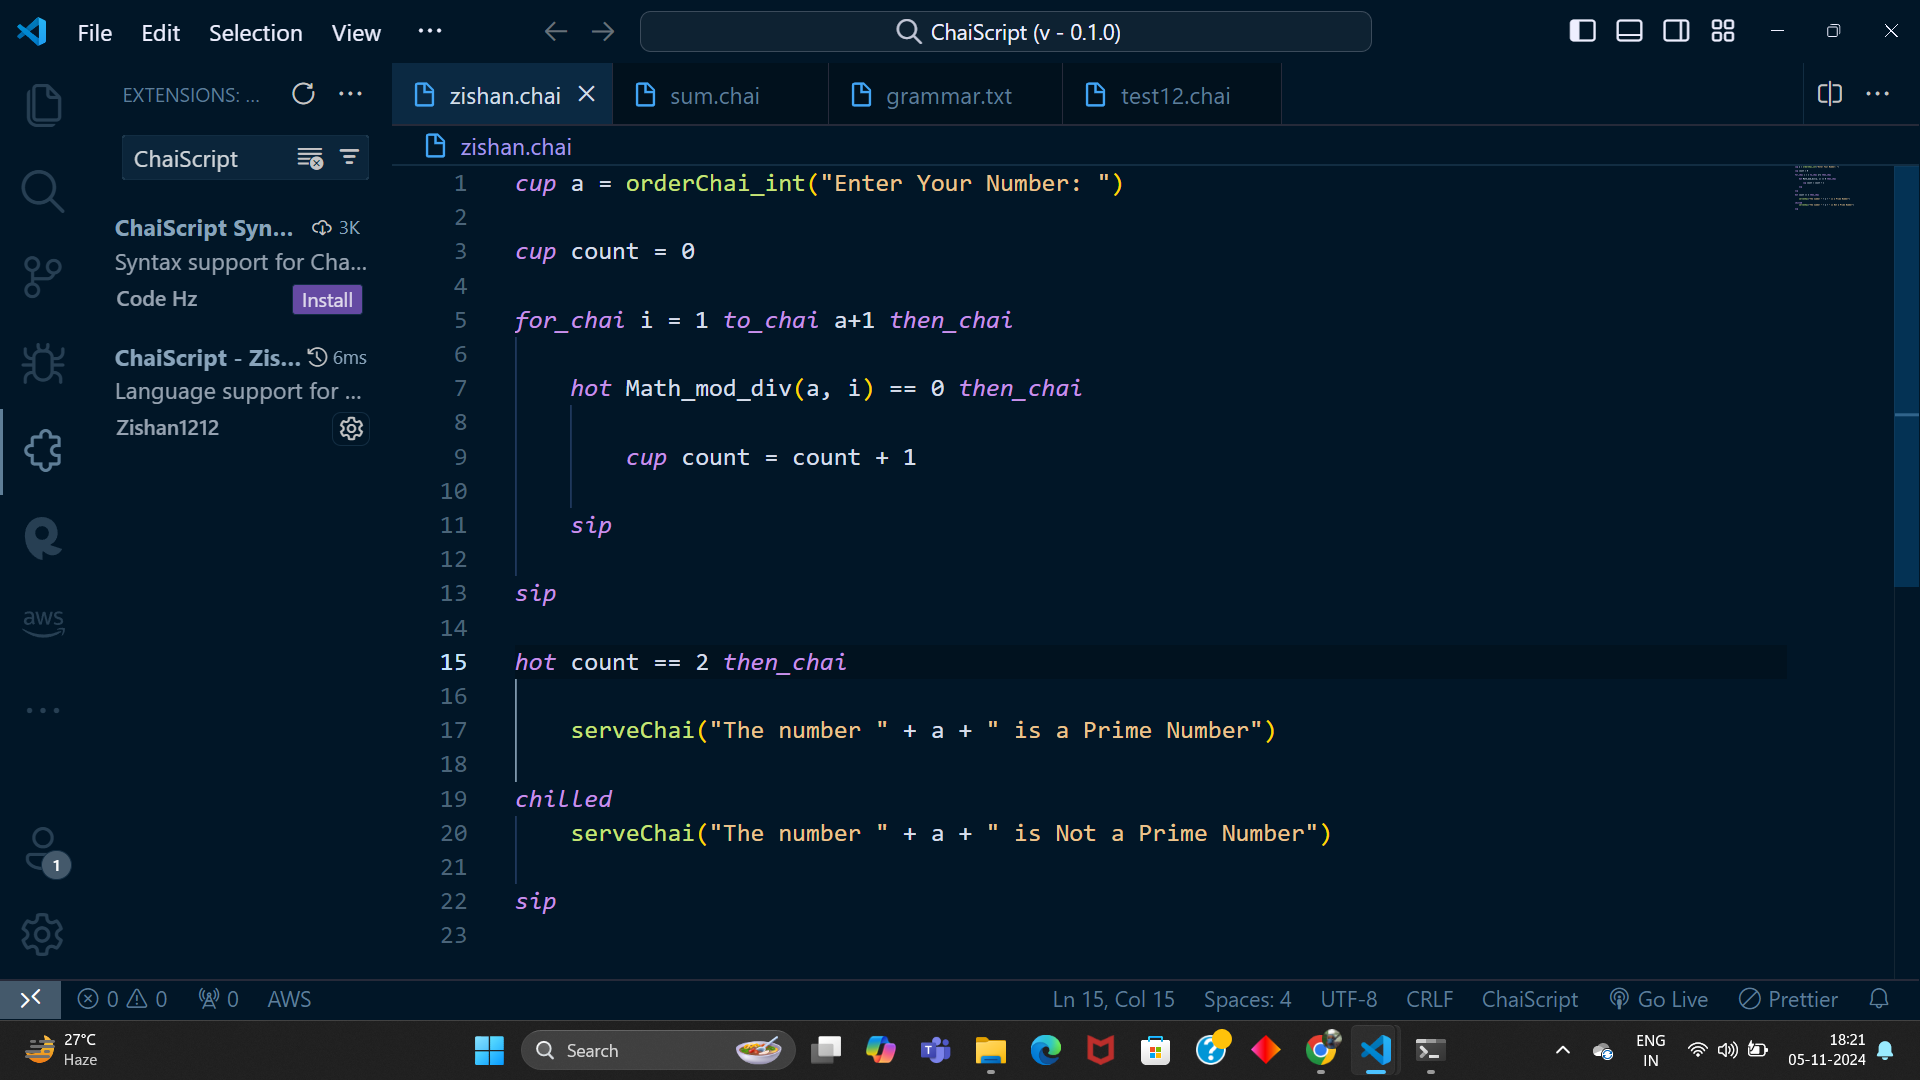 File Edit Selection View ···
ChaiScript (v - 0.1.0)
EXTENSIONS: ...
ChaiScript
ChaiScript Syn... 3K
Syntax support for Cha...
Code Hz Install
ChaiScript - Zis... 6ms
Language support for ...
Zishan1212
aws
1
zishan.chai sum.chai grammar.txt test12.chai
zishan.chai
1 cup a = orderChai_int("Enter Your Number: ")
2
3 cup count = 0
4
5 for_chai i = 1 to_chai a+1 then_chai
6
7 hot Math_mod_div(a, i) == 0 then_chai
8
9 cup count = count + 1
10
11 sip
12
13 sip
14
15 hot count == 2 then_chai
16
17 serveChai("The number " + a + " is a Prime Number")
18
19 chilled
20 serveChai("The number " + a + " is Not a Prime Number")
21
22 sip
23
0 0 0 AWS Ln 15, Col 15 Spaces: 4 UTF-8 CRLF ChaiScript Go Live Prettier
27°C
Haze
Search
ENG
IN
18:21
05-11-2024